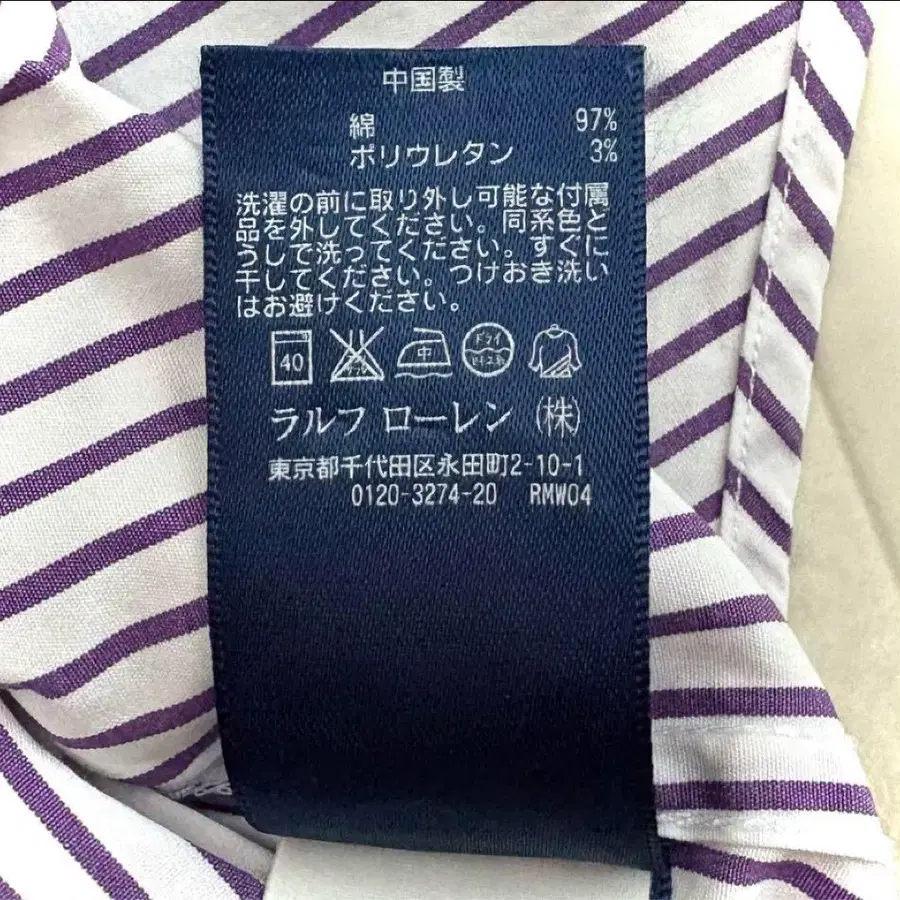 中国製
綿 97%
ポリウレタン 3%
洗濯の前に取り外し可能な付属
品を外してください。同系色ど
うしで洗ってください。すぐに
干してください。つけおき洗い
はお避けください。
40 中 ドライ
ラルフ ローレン (株)
東京都千代田区永田町2-10-1
0120-3274-20 RMW04